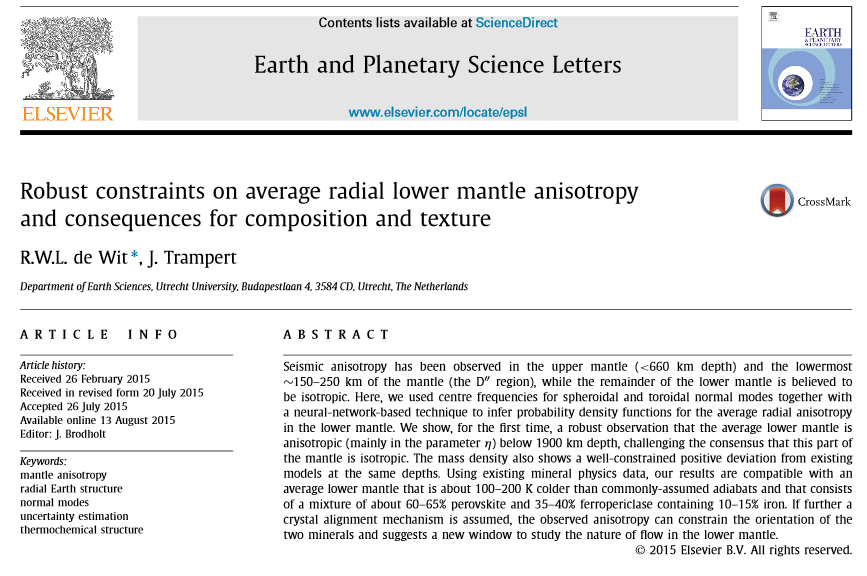 Contents lists available at ScienceDirect
Earth and Planetary Science Letters
www.elsevier.com/locate/epsl
ELSEVIER
EARTH
& PLANETARY
SCIENCE LETTERS
Robust constraints on average radial lower mantle anisotropy
and consequences for composition and texture
CrossMark
R.W.L. de Wit *, J. Trampert
Department of Earth Sciences, Utrecht University, Budapestlaan 4, 3584 CD, Utrecht, The Netherlands
ARTICLE INFO
Article history:
Received 26 February 2015
Received in revised form 20 July 2015
Accepted 26 July 2015
Available online 13 August 2015
Editor: J. Brodholt
Keywords:
mantle anisotropy
radial Earth structure
normal modes
uncertainty estimation
thermochemical structure
ABSTRACT
Seismic anisotropy has been observed in the upper mantle (<660 km depth) and the lowermost
∼150–250 km of the mantle (the D″ region), while the remainder of the lower mantle is believed to
be isotropic. Here, we used centre frequencies for spheroidal and toroidal normal modes together with
a neural-network-based technique to infer probability density functions for the average radial anisotropy
in the lower mantle. We show, for the first time, a robust observation that the average lower mantle is
anisotropic (mainly in the parameter η) below 1900 km depth, challenging the consensus that this part of
the mantle is isotropic. The mass density also shows a well-constrained positive deviation from existing
models at the same depths. Using existing mineral physics data, our results are compatible with an
average lower mantle that is about 100–200 K colder than commonly-assumed adiabats and that consists
of a mixture of about 60–65% perovskite and 35–40% ferropericlase containing 10–15% iron. If further a
crystal alignment mechanism is assumed, the observed anisotropy can constrain the orientation of the
two minerals and suggests a new window to study the nature of flow in the lower mantle.
© 2015 Elsevier B.V. All rights reserved.